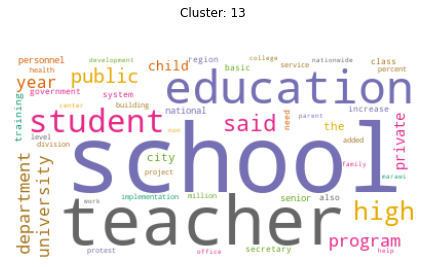 Cluster: 13
personnel
development
college
nationwide
health
region
basic
service
class
percent
year
public
child
education
government
system
increase
center
building
national
training
student
said
need
parent
private
level
non
the
division
city
added
family
school
project
marawi
department
university
implementation
million
senior
also
teacher
high
work
program
protest
secretary
office
help